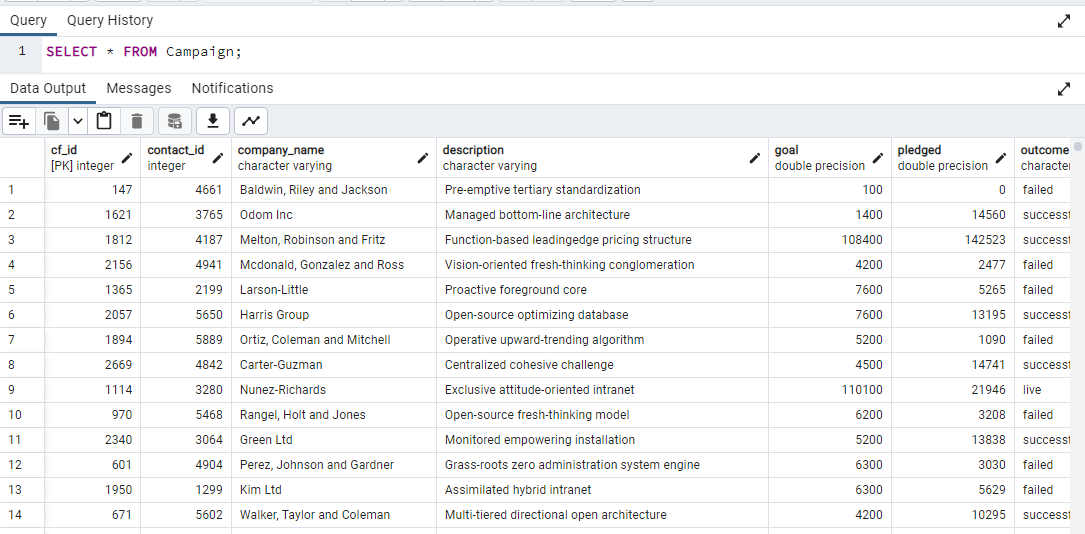 Query Query History
1 SELECT * FROM Campaign;
Data Output Messages Notifications
cf_id contact_id company_name description goal pledged outcome
[PK] integer integer character varying character varying double precision double precision character
1 147 4661 Baldwin, Riley and Jackson Pre-emptive tertiary standardization 100 0 failed
2 1621 3765 Odom Inc Managed bottom-line architecture 1400 14560 successf
3 1812 4187 Melton, Robinson and Fritz Function-based leadingedge pricing structure 108400 142523 successf
4 2156 4941 Mcdonald, Gonzalez and Ross Vision-oriented fresh-thinking conglomeration 4200 2477 failed
5 1365 2199 Larson-Little Proactive foreground core 7600 5265 failed
6 2057 5650 Harris Group Open-source optimizing database 7600 13195 successf
7 1894 5889 Ortiz, Coleman and Mitchell Operative upward-trending algorithm 5200 1090 failed
8 2669 4842 Carter-Guzman Centralized cohesive challenge 4500 14741 successf
9 1114 3280 Nunez-Richards Exclusive attitude-oriented intranet 110100 21946 live
10 970 5468 Rangel, Holt and Jones Open-source fresh-thinking model 6200 3208 failed
11 2340 3064 Green Ltd Monitored empowering installation 5200 13838 successf
12 601 4904 Perez, Johnson and Gardner Grass-roots zero administration system engine 6300 3030 failed
13 1950 1299 Kim Ltd Assimilated hybrid intranet 6300 5629 failed
14 671 5602 Walker, Taylor and Coleman Multi-tiered directional open architecture 4200 10295 successf